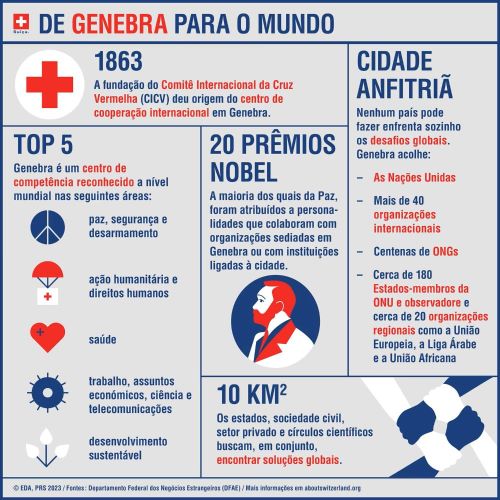 Suíça.
DE GENEBRA PARA O MUNDO
1863
A fundação do Comitê Internacional da Cruz
Vermelha (CICV) deu origem do centro de
cooperação internacional em Genebra.
CIDADE
ANFITRIÃ
Nenhum país pode
fazer enfrenta sozinho
os desafios globais.
Genebra acolhe:
– As Nações Unidas
– Mais de 40
organizações
internacionais
– Centenas de ONGs
– Cerca de 180
Estados-membros da
ONU e observadore e
cerca de 20 organizações
regionais como a União
Europeia, a Liga Árabe
e a União Africana
TOP 5
Genebra é um centro de
competência reconhecido a nível
mundial nas seguintes áreas:
paz, segurança e
desarmamento
ação humanitária e
direitos humanos
saúde
trabalho, assuntos
económicos, ciência e
telecomunicações
desenvolvimento
sustentável
20 PRÊMIOS
NOBEL
A maioria dos quais da Paz,
foram atribuídos a persona-
lidades que colaboram com
organizações sediadas em
Genebra ou com instituições
ligadas à cidade.
10 KM²
Os estados, sociedade civil,
setor privado e círculos científicos
buscam, em conjunto,
encontrar soluções globais.
© EDA, PRS 2023 / Fontes: Departamento Federal dos Negócios Estrangeiros (DFAE) / Mais informações em aboutswitzerland.org